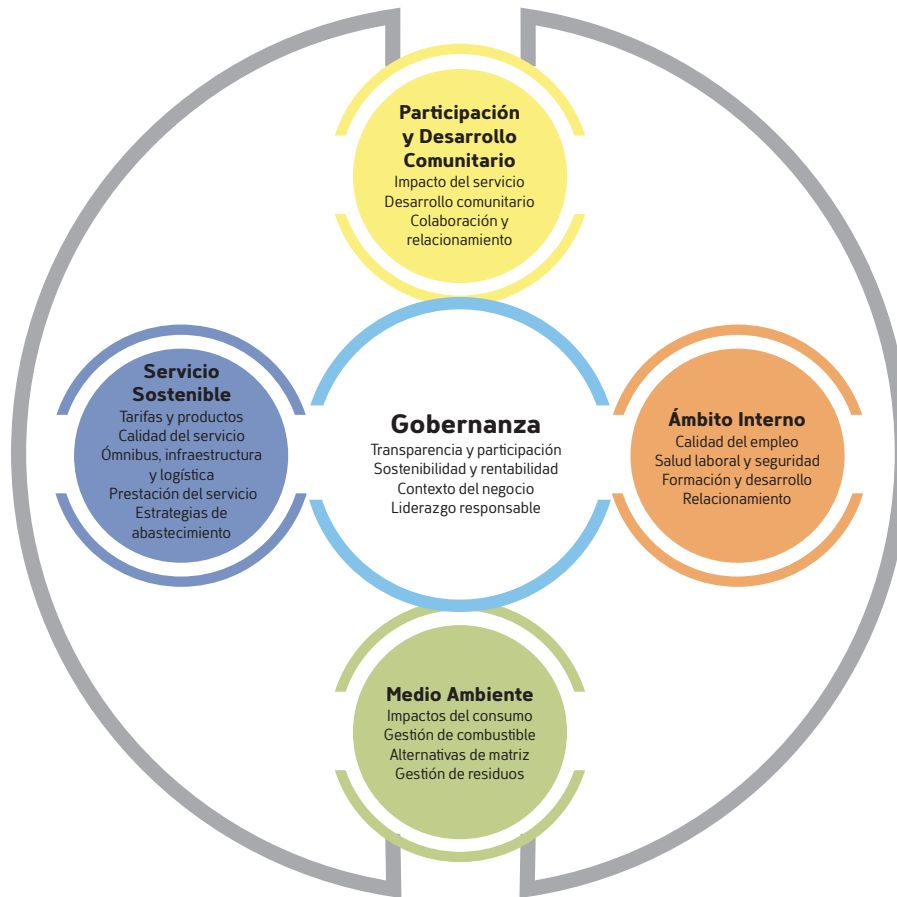 Participación
y Desarrollo
Comunitario
Impacto del servicio
Desarrollo comunitario
Colaboración y
relacionamiento
Servicio
Sostenible
Tarifas y productos
Calidad del servicio
Ómnibus, infraestructura
y logística
Prestación del servicio
Estrategias de
abastecimiento
Gobernanza
Transparencia y participación
Sostenibilidad y rentabilidad
Contexto del negocio
Liderazgo responsable
Ámbito Interno
Calidad del empleo
Salud laboral y seguridad
Formación y desarrollo
Relacionamiento
Medio Ambiente
Impactos del consumo
Gestión de combustible
Alternativas de matriz
Gestión de residuos